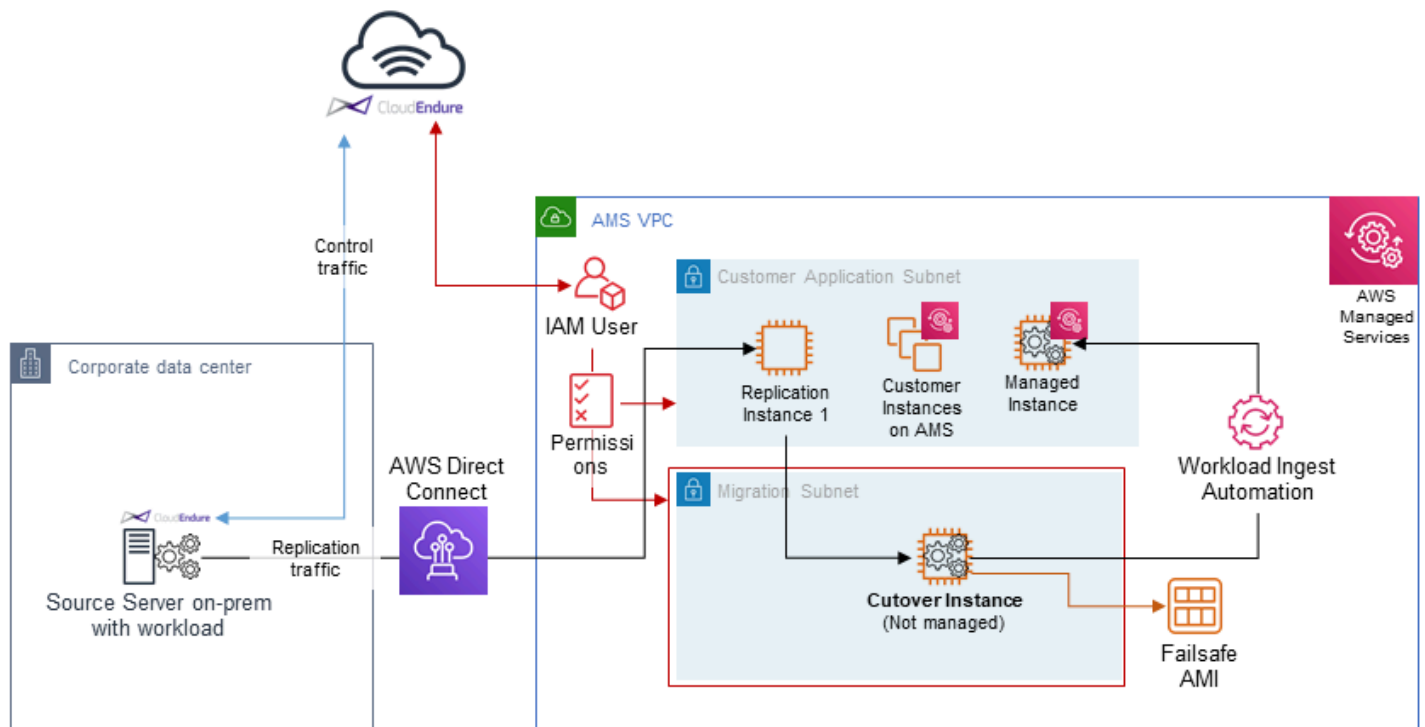 CloudEndure
Control
traffic
AMS VPC
AWS
Managed
Services
Customer Application Subnet
IAM User
Replication
Instance 1
Customer
Instances
on AMS
Managed
Instance
Corporate data center
Permissi
ons
AWS Direct
Connect
Workload Ingest
Automation
Migration Subnet
CloudEndure
Replication
traffic
Source Server on-prem
with workload
Cutover Instance
(Not managed)
Failsafe
AMI